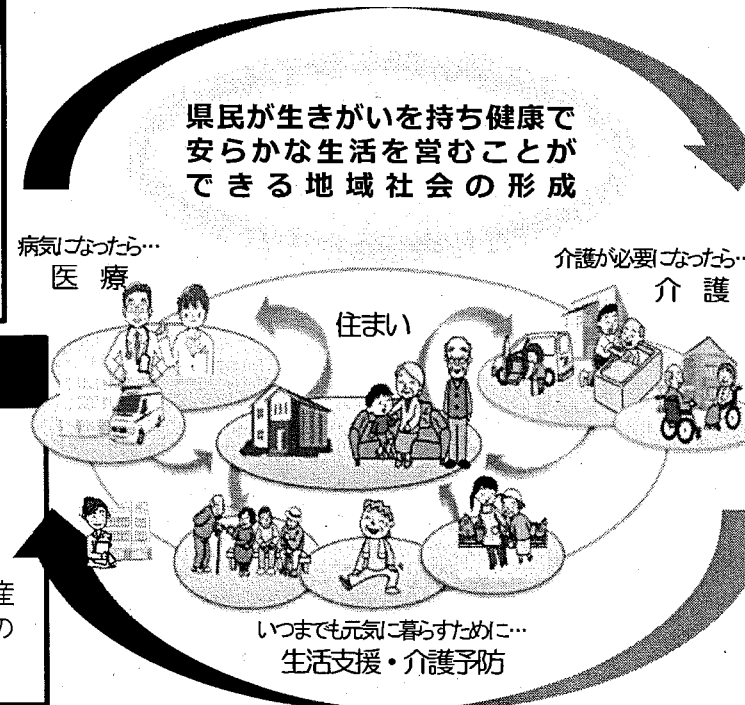 県民が生きがいを持ち健康で
安らかな生活を営むことが
できる地域社会の形成
病気になったら…
医 療
介護が必要になったら…
介 護
住まい
いつまでも元気に暮らすために…
生活支援・介護予防
産
の